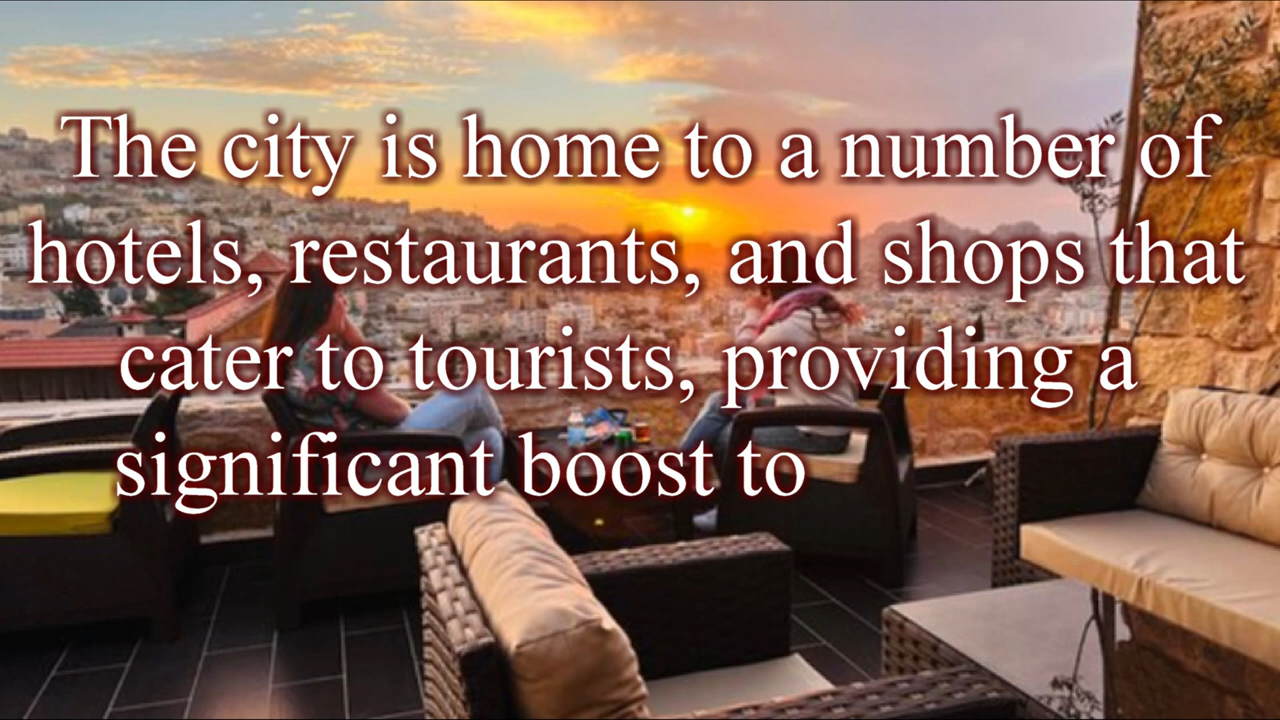 The city is home to a number of
hotels, restaurants, and shops that
cater to tourists, providing a
significant boost to